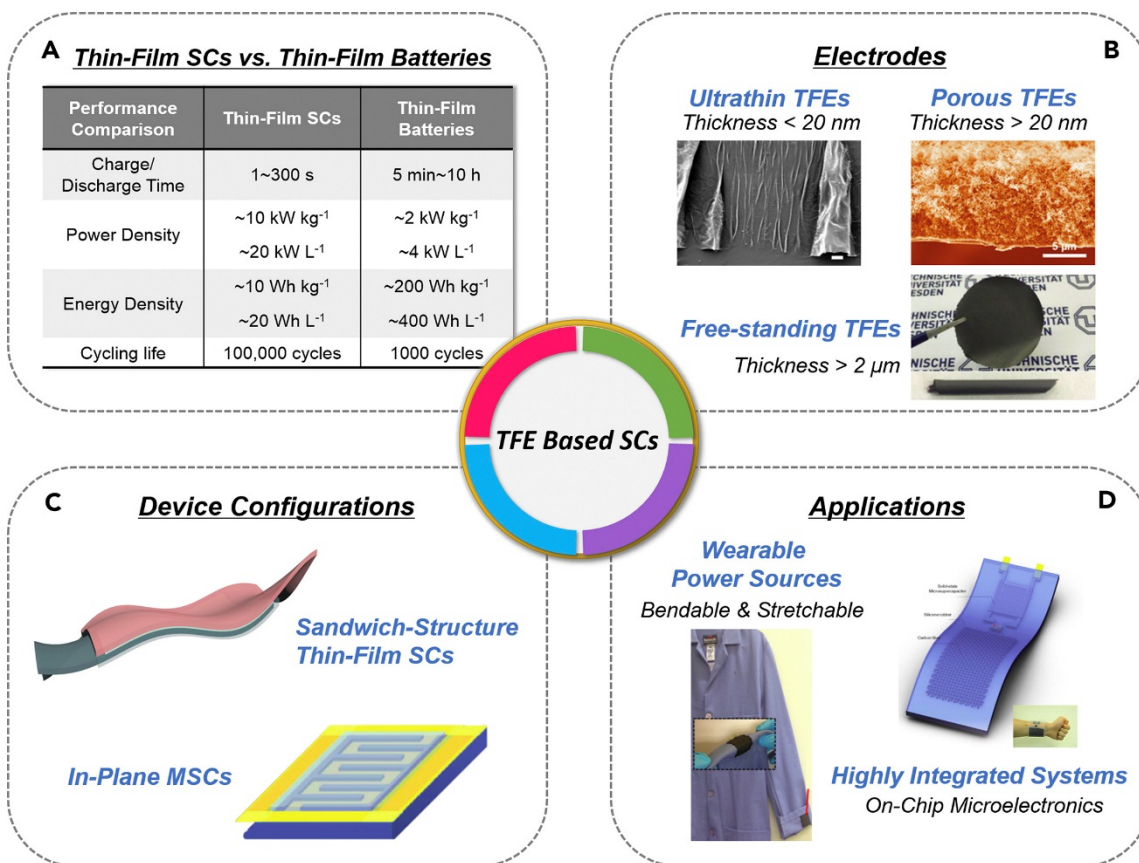 A
Thin-Film SCs vs. Thin-Film Batteries
Performance Comparison Thin-Film SCs Thin-Film Batteries
Charge/ Discharge Time 1~300 s 5 min~10 h
Power Density ~10 kW kg⁻¹ ~2 kW kg⁻¹
~20 kW L⁻¹ ~4 kW L⁻¹
Energy Density ~10 Wh kg⁻¹ ~200 Wh kg⁻¹
~20 Wh L⁻¹ ~400 Wh L⁻¹
Cycling life 100,000 cycles 1000 cycles
B
Electrodes
Ultrathin TFEs
Thickness < 20 nm
Porous TFEs
Thickness > 20 nm
5 µm
Free-standing TFEs
Thickness > 2 µm
TECHNISCHE
UNIVERSITÄT
DRESDEN
TFE Based SCs
C
Device Configurations
Sandwich-Structure
Thin-Film SCs
In-Plane MSCs
D
Applications
Wearable
Power Sources
Bendable & Stretchable
Highly Integrated Systems
On-Chip Microelectronics